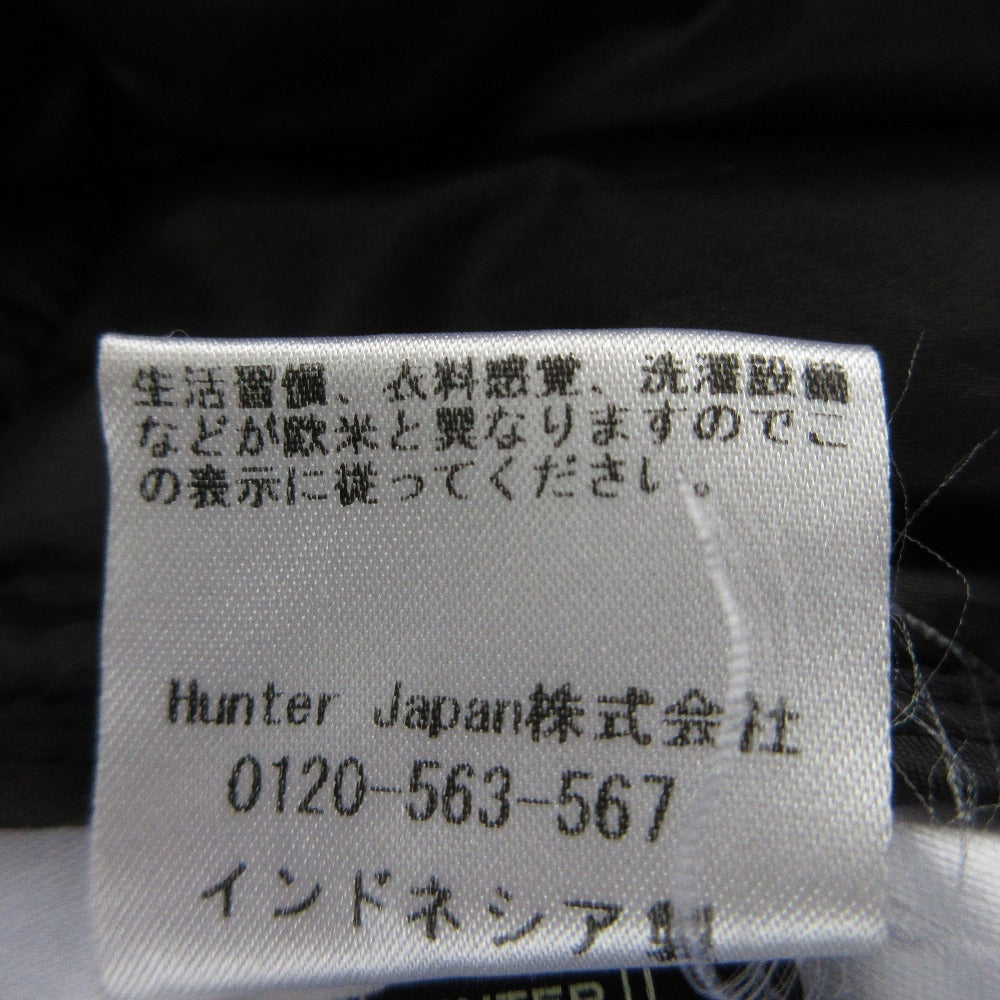 生活習慣、衣料感覚、洗濯設備
などが欧米と異なりますのでこ
の表示に従ってください。
Hunter Japan株式会社
0120-563-567
インドネシア製